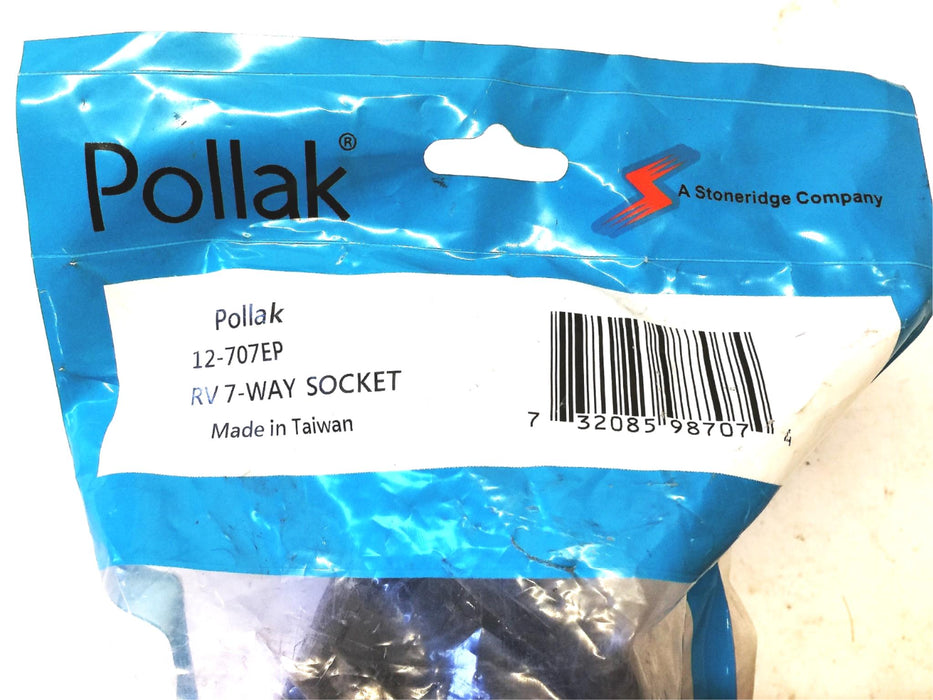 Pollak®
A Stoneridge Company
Pollak
12-707EP
RV 7-WAY SOCKET
Made in Taiwan
7 32085 98707 4